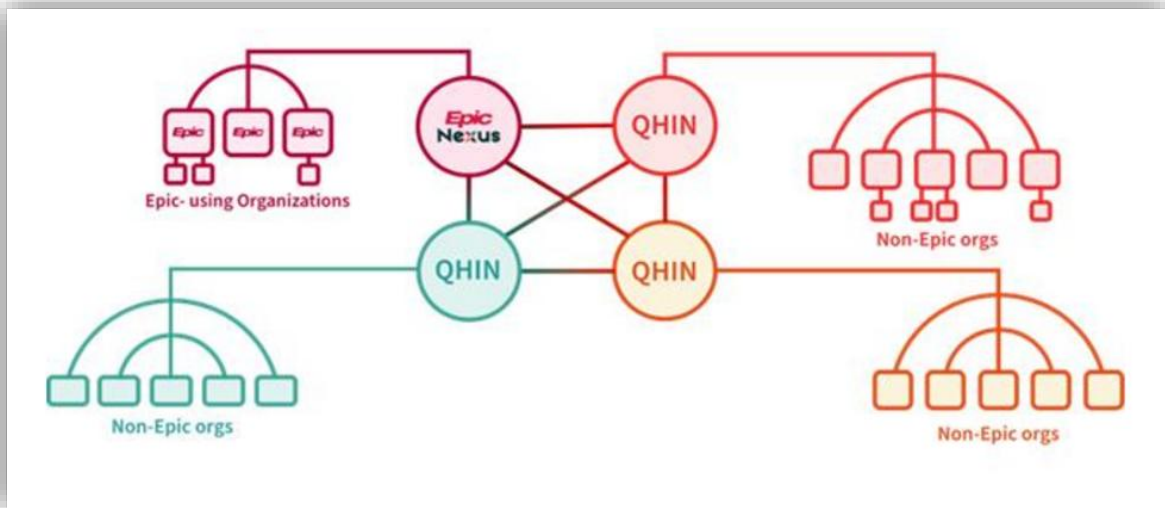 Epic
Nexus
QHIN
Epic
Epic
Epic
Epic- using Organizations
Non-Epic orgs
QHIN
QHIN
Non-Epic orgs
Non-Epic orgs